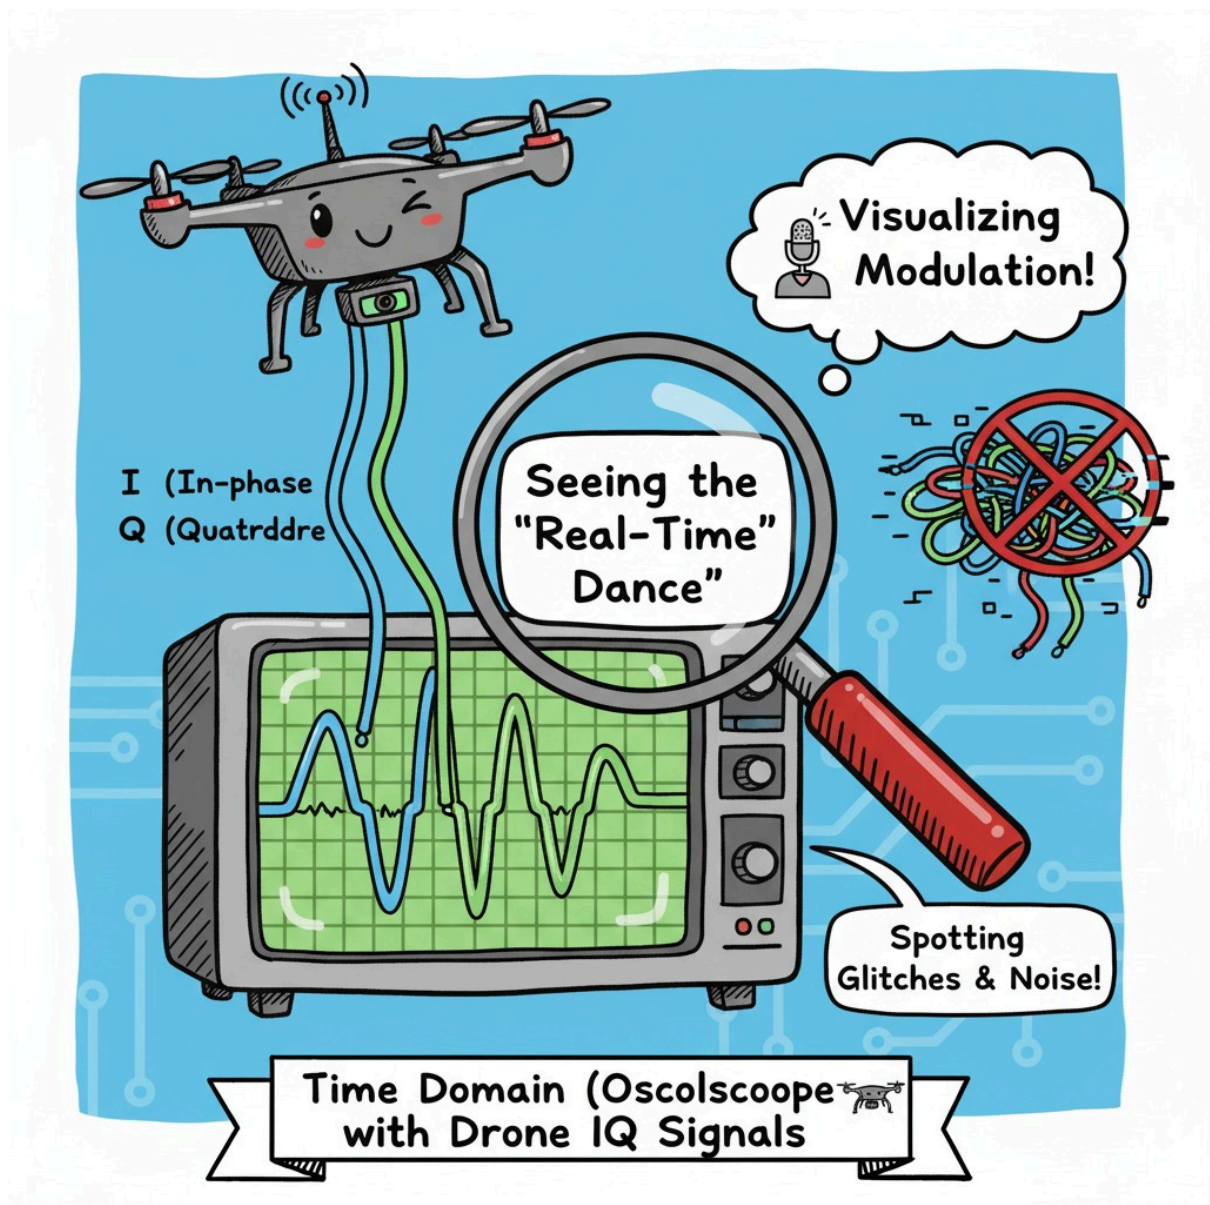 Visualizing
Modulation!
I (In-phase
Q (Quatrddre
Seeing the
“Real-Time”
Dance”
Spotting
Glitches & Noise!
Time Domain (Oscolscoope
with Drone IQ Signals